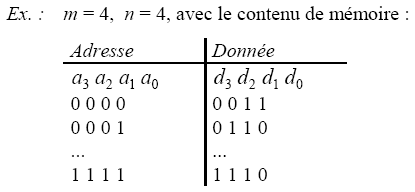 Ex. : m = 4, n = 4, avec le contenu de mémoire :
Adresse Donnée
a₃ a₂ a₁ a₀ d₃ d₂ d₁ d₀
0 0 0 0 0 0 1 1
0 0 0 1 0 1 1 0
... ...
1 1 1 1 1 1 1 0